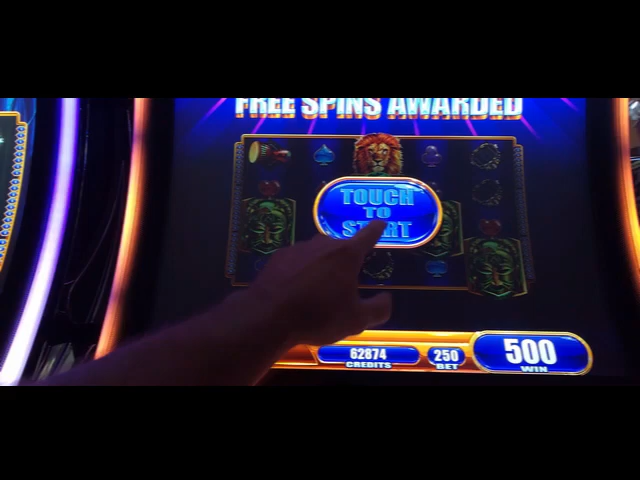 FREE SPINS AWARDED
TOUCH
TO
START
62874
CREDITS
250
BET
500
WIN